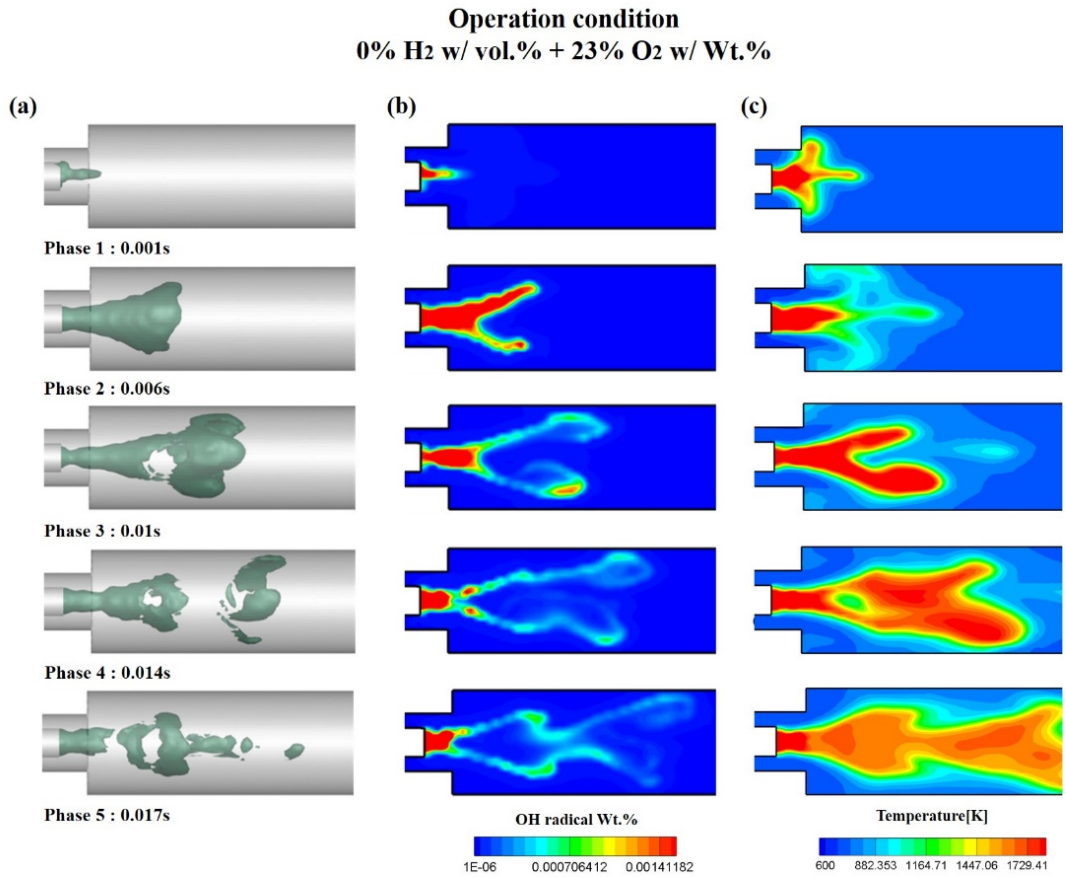 Operation condition
0% H2 w/ vol.% + 23% O2 w/ Wt.%
(a)
(b)
(c)
Phase 1 : 0.001s
Phase 2 : 0.006s
Phase 3 : 0.01s
Phase 4 : 0.014s
Phase 5 : 0.017s
OH radical Wt.%
1E-06 0.000706412 0.00141182
Temperature[K]
600 882.353 1164.71 1447.06 1729.41